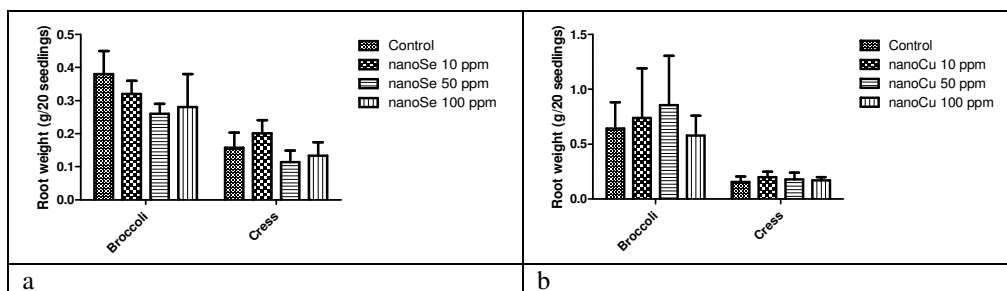 Root weight (g/20 seedlings)
0.5
0.4
0.3
0.2
0.1
0.0
Broccoli
Cress
Control
nanoSe 10 ppm
nanoSe 50 ppm
nanoSe 100 ppm
a
Root weight (g/20 seedlings)
1.5
1.0
0.5
0.0
Broccoli
Cress
Control
nanoCu 10 ppm
nanoCu 50 ppm
nanoCu 100 ppm
b